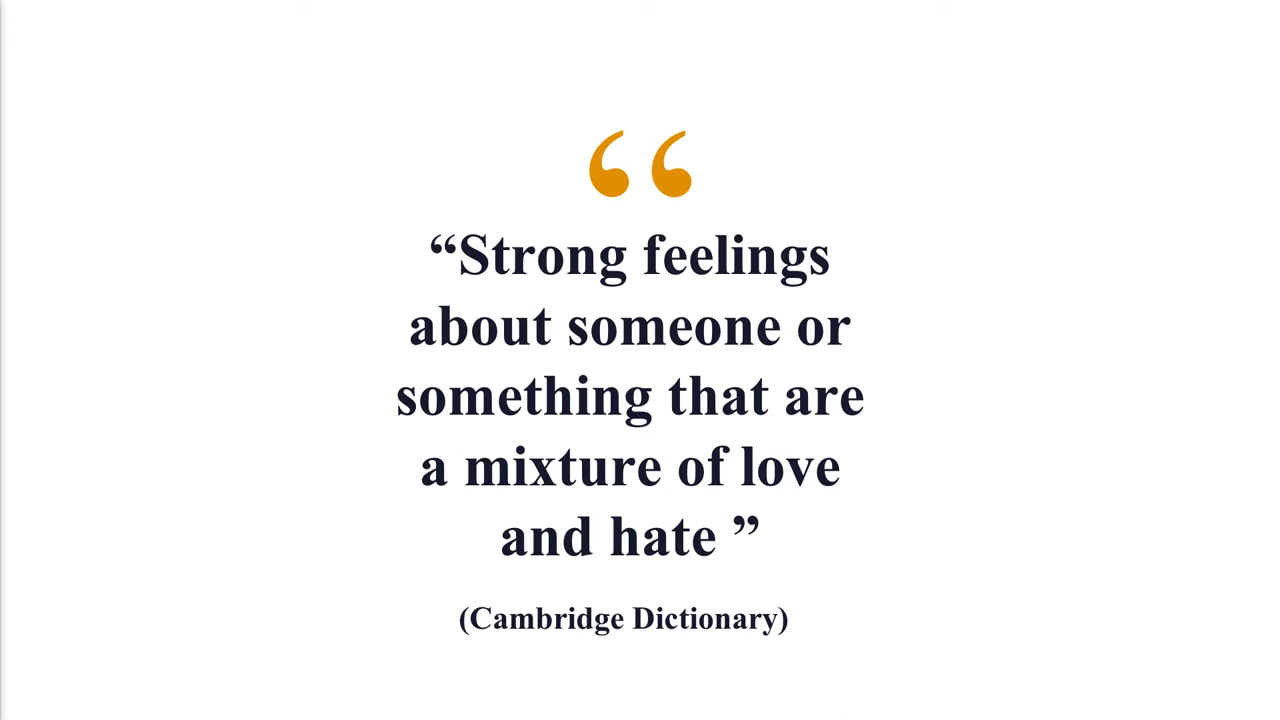 “
“Strong feelings
about someone or
something that are
a mixture of love
and hate ”
(Cambridge Dictionary)